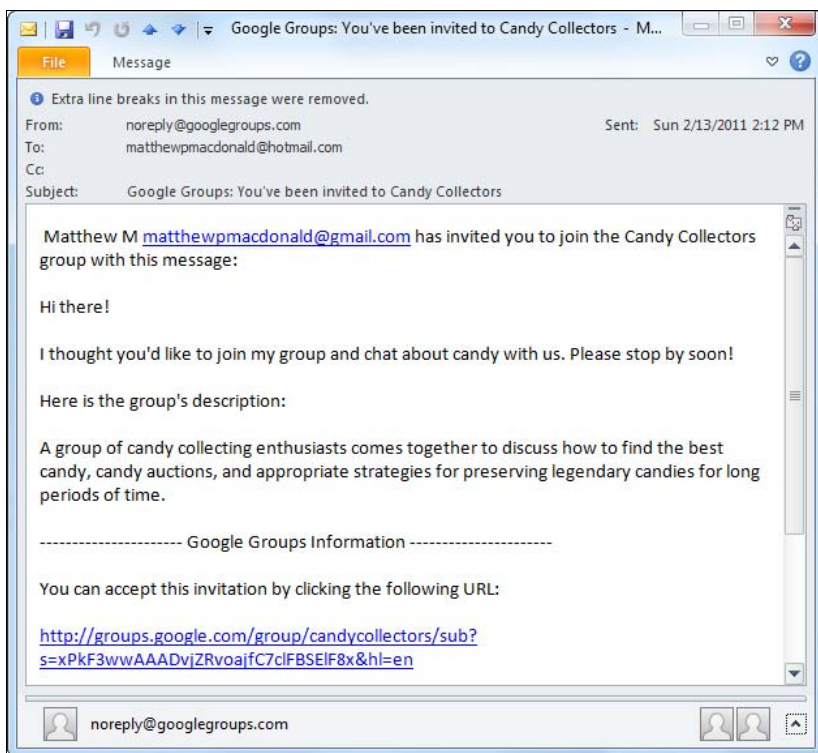 Google Groups: You've been invited to Candy Collectors - M...
File Message
Extra line breaks in this message were removed.
From: noreply@googlegroups.com Sent: Sun 2/13/2011 2:12 PM
To: matthewpmacdonald@hotmail.com
Cc:
Subject: Google Groups: You've been invited to Candy Collectors
Matthew M matthewpmacdonald@gmail.com has invited you to join the Candy Collectors
group with this message:
Hi there!
I thought you'd like to join my group and chat about candy with us. Please stop by soon!
Here is the group's description:
A group of candy collecting enthusiasts comes together to discuss how to find the best
candy, candy auctions, and appropriate strategies for preserving legendary candies for long
periods of time.
---------------------- Google Groups Information ----------------------
You can accept this invitation by clicking the following URL:
http://groups.google.com/group/candycollectors/sub?
s=xPkF3wwAAADvjZRvoajfC7clFBSElF8x&hl=en
noreply@googlegroups.com